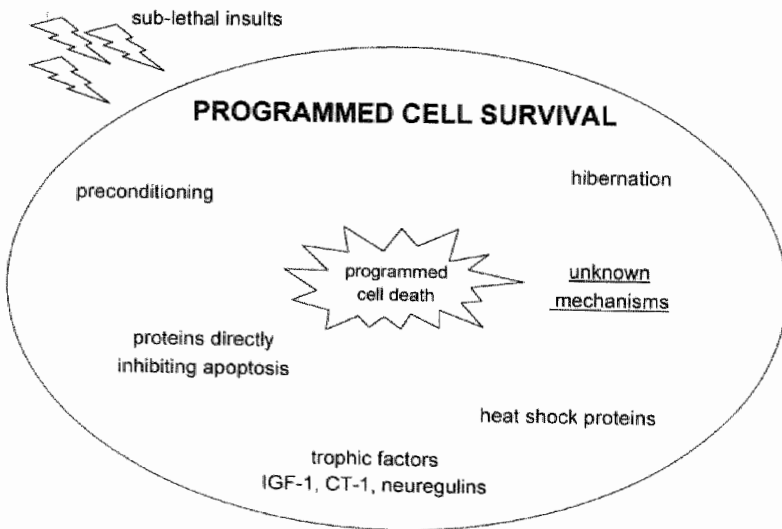 sub-lethal insults
PROGRAMMED CELL SURVIVAL
preconditioning
hibernation
programmed
cell death
unknown
mechanisms
proteins directly
inhibiting apoptosis
heat shock proteins
trophic factors
IGF-1, CT-1, neuregulins